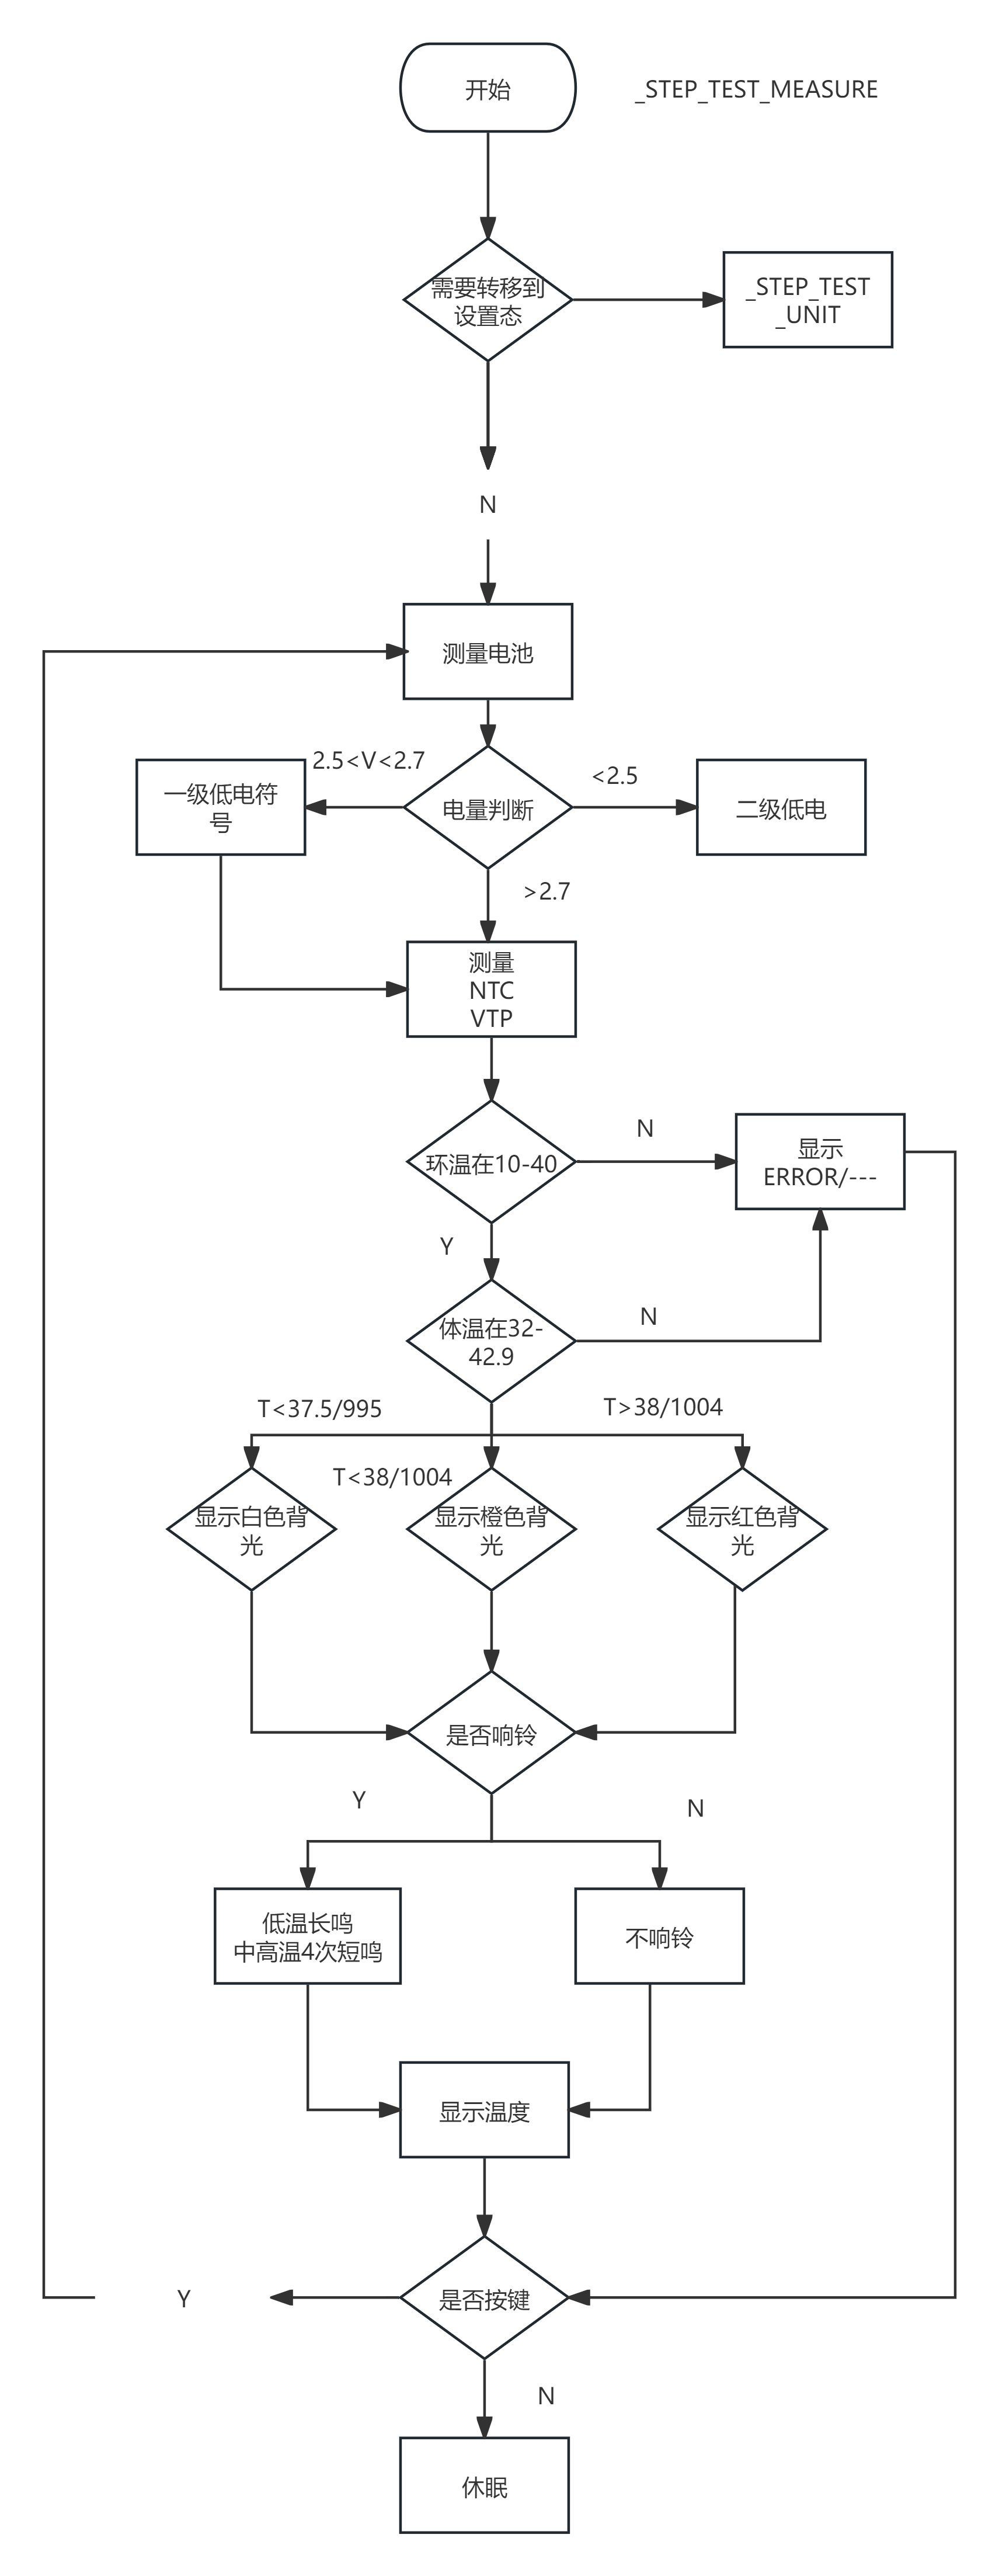 开始
_STEP_TEST_MEASURE
需要转移到
设置态
_STEP_TEST
_UNIT
N
测量电池
2.5<V<2.7
<2.5
一级低电符
号
电量判断
二级低电
>2.7
测量
NTC
VTP
环温在10-40
N
显示
ERROR/---
Y
体温在32-
42.9
N
T<37.5/995
T>38/1004
T<38/1004
显示白色背
光
显示橙色背
光
显示红色背
光
是否响铃
Y
N
低温长鸣
中高温4次短鸣
不响铃
显示温度
Y
是否按键
N
休眠